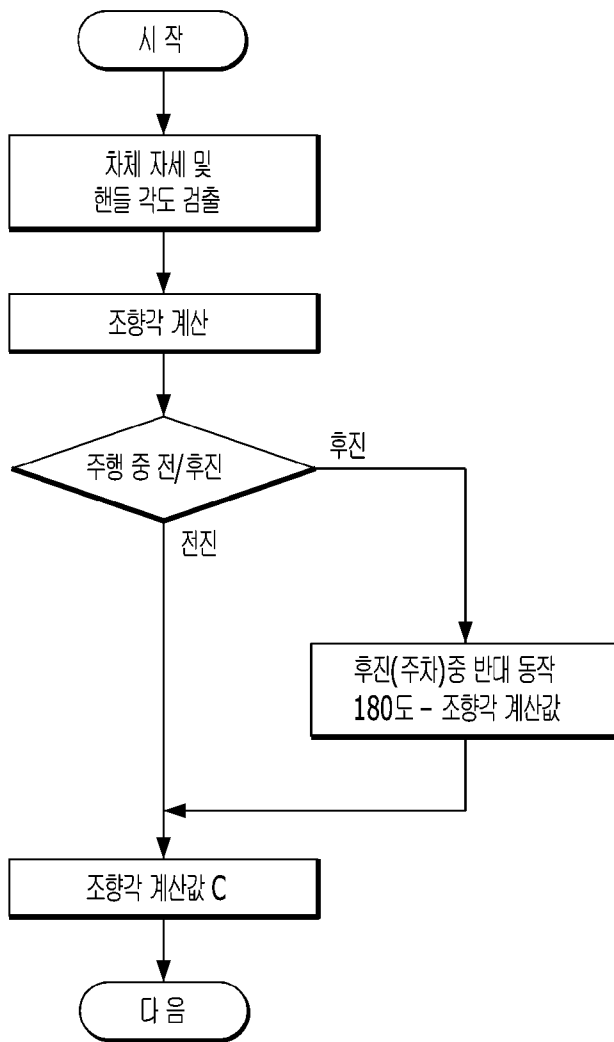 시 작
차체 자세 및
핸들 각도 검출
조향각 계산
주행 중 전/후진
후진
전진
후진(주차)중 반대 동작
180도 - 조향각 계산값
조향각 계산값 C
다 음